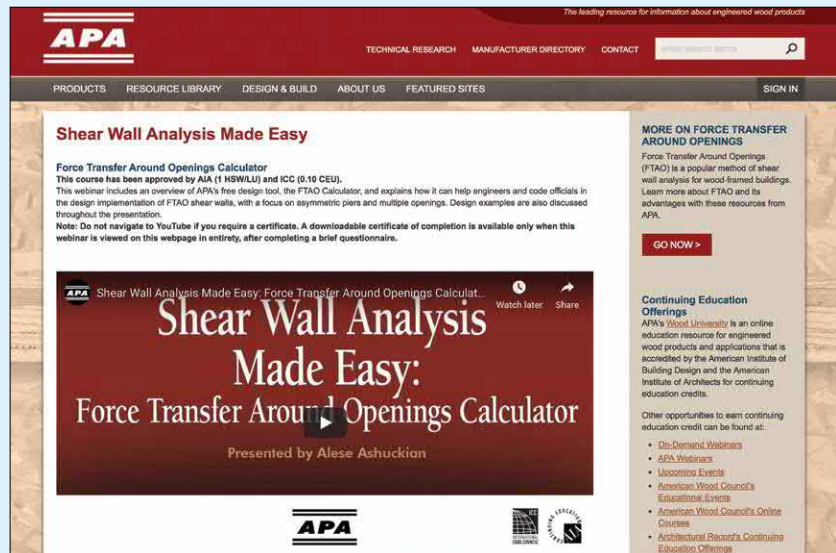 The leading resource for information about engineered wood products
APA
TECHNICAL RESEARCH MANUFACTURER DIRECTORY CONTACT enter search terms
PRODUCTS RESOURCE LIBRARY DESIGN & BUILD ABOUT US FEATURED SITES SIGN IN
Shear Wall Analysis Made Easy
Force Transfer Around Openings Calculator
This course has been approved by AIA (1 HSW/LU) and ICC (0.10 CEU).
This webinar includes an overview of APA's free design tool, the FTAO Calculator, and explains how it can help engineers and code officials in
the design implementation of FTAO shear walls, with a focus on asymmetric piers and multiple openings. Design examples are also discussed
throughout the presentation.
Note: Do not navigate to YouTube if you require a certificate. A downloadable certificate of completion is available only when this
webinar is viewed on this webpage in entirety, after completing a brief questionnaire.
APA
Shear Wall Analysis Made Easy: Force Transfer Around Openings Calculat...
Watch later Share
Shear Wall Analysis
Made Easy:
Force Transfer Around Openings Calculator
Presented by Alese Ashuckian
APA
ICC
INTERNATIONAL
CODE COUNCIL
CONTINUING EDUCATION
MORE ON FORCE TRANSFER
AROUND OPENINGS
Force Transfer Around Openings
(FTAO) is a popular method of shear
wall analysis for wood-framed buildings.
Learn more about FTAO and its
advantages with these resources from
APA.
GO NOW >
Continuing Education
Offerings
APA's Wood University is an online
education resource for engineered
wood products and applications that is
accredited by the American Institute of
Building Design and the American
Institute of Architects for continuing
education credits.
Other opportunities to earn continuing
education credit can be found at:
On-Demand Webinars
APA Webinars
Upcoming Events
American Wood Council's
Educational Events
American Wood Council's Online
Courses
Architectural Record's Continuing
Education Offerings